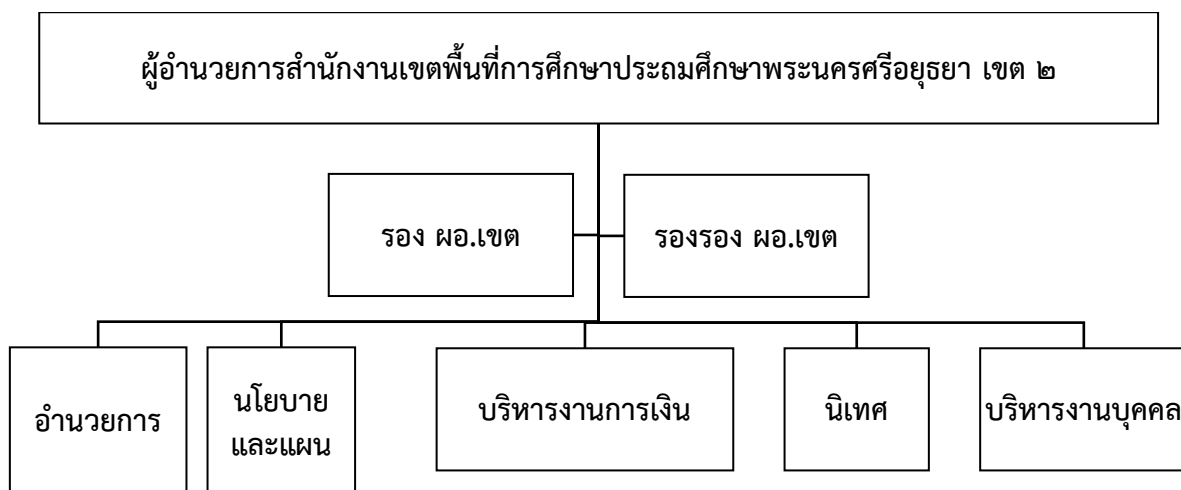 ผู้อำนวยการสำนักงานเขตพื้นที่การศึกษาประถมศึกษาพระนครศรีอยุธยา เขต ๒
รอง ผอ.เขต
รองรอง ผอ.เขต
อำนวยการ
นโยบาย
และแผน
บริหารงานการเงิน
นิเทศ
บริหารงานบุคคล